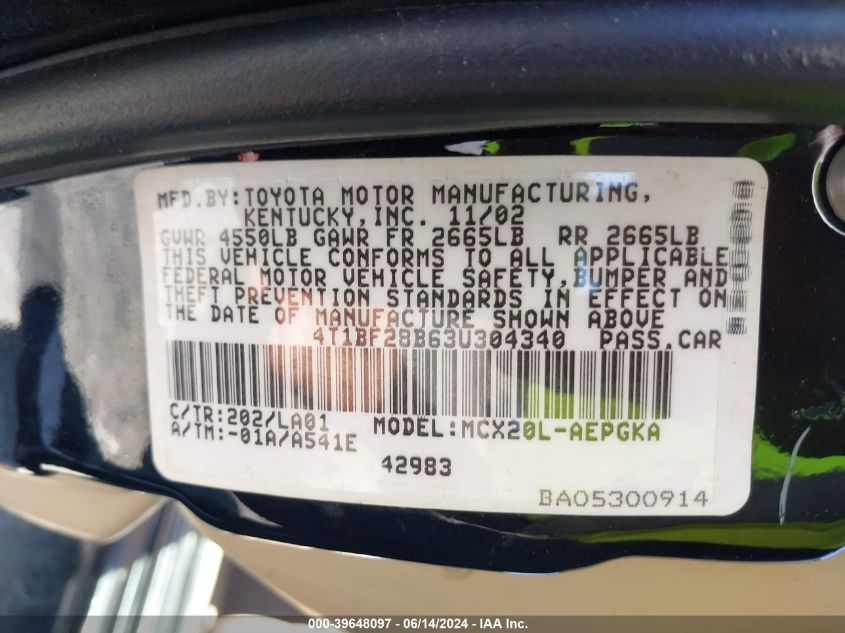 MFD.BY:TOYOTA MOTOR MANUFACTURING,
KENTUCKY,INC. 11/02
GVWR 4550LB GAWR FR 2665LB RR 2665LB
THIS VEHICLE CONFORMS TO ALL APPLICABLE
FEDERAL MOTOR VEHICLE SAFETY,BUMPER AND
THEFT PREVENTION STANDARDS IN EFFECT ON
THE DATE OF MANUFACTURE SHOWN ABOVE
4T1BF28B63U304340 PASS.CAR
C/TR:202/LA01 MODEL:MCX20L-AEPGKA
A/TM:-01A/A541E
42983
BA05300914
000-39648097 - 06/14/2024 - IAA Inc.